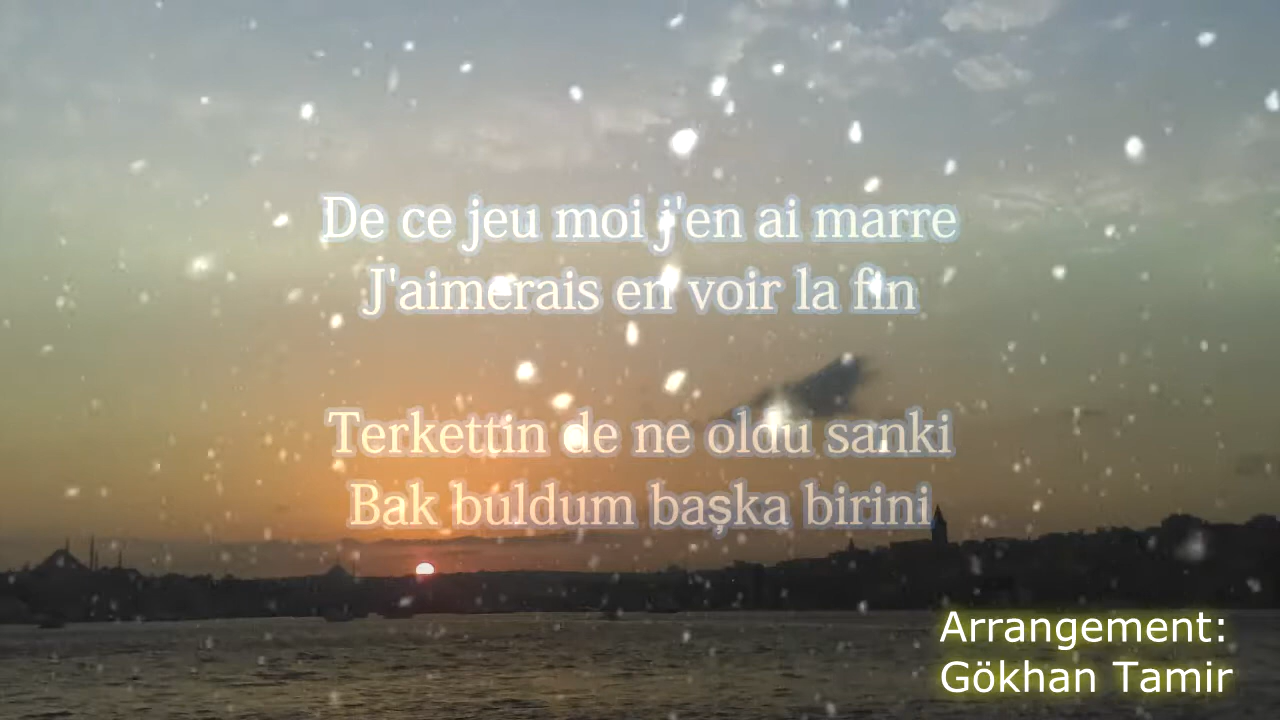 De ce jeu moi j'en ai marre
J'aimerais en voir la fin
Terkettin de ne oldu sanki
Bak buldum başka birini
Arrangement:
Gökhan Tamir